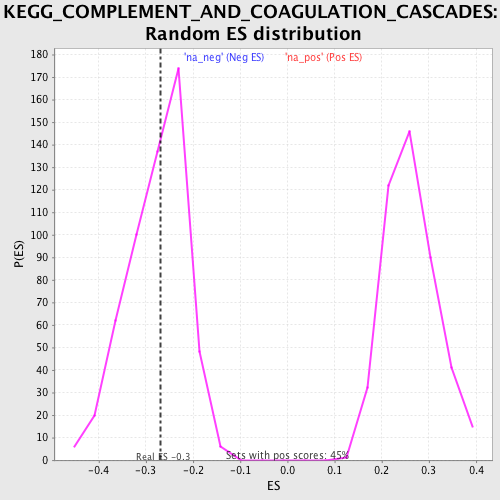 KEGG_COMPLEMENT_AND_COAGULATION_CASCADES:
Random ES distribution
'na_neg' (Neg ES) 'na_pos' (Pos ES)
180
170
160
150
140
130
120
110
100
90
80
70
60
50
40
30
20
10
0
P(ES)
Real ES -0.3
Sets with pos scores: 45%
-0.4 -0.3 -0.2 -0.1 0.0 0.1 0.2 0.3 0.4
ES